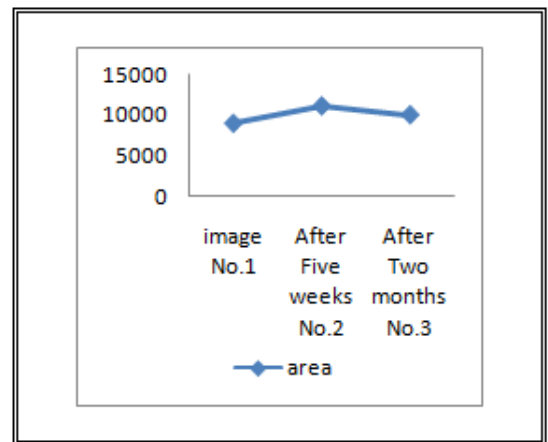 15000
10000
5000
0
image After After
No.1 Five Two
weeks months
No.2 No.3
area